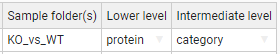 Sample folder(s) Lower level Intermediate level
KO_vs_WT protein category